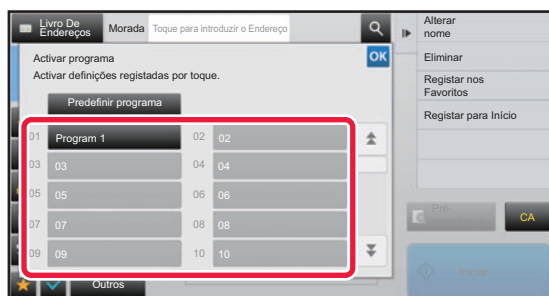 Livro De
Endereços
Morada
Toque para introduzir o Endereço
Alterar
nome
Activar programa
OK
Eliminar
Activar definições registadas por toque.
Registar nos
Favoritos
Predefinir programa
Registar para Início
01 Program 1 02 02
03 03 04 04
05 05 06 06
07 07 08 08
09 09 10 10
Pré-
CA
Iniciar
Outros